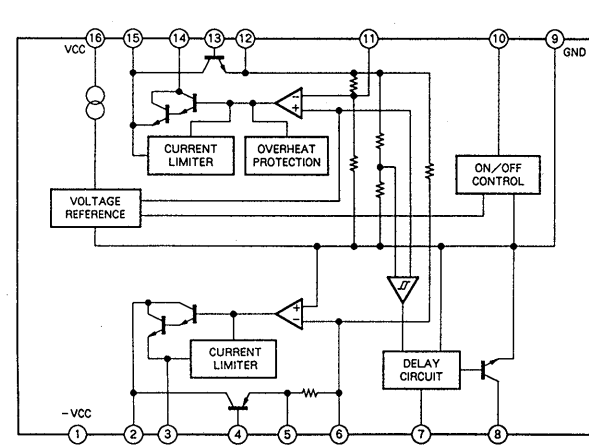 16 15 14 13 12 11 10 9
VCC GND
− −
+ +
CURRENT LIMITER
OVERHEAT PROTECTION
ON/OFF CONTROL
VOLTAGE REFERENCE
+
−
CURRENT LIMITER
DELAY CIRCUIT
−VCC
1 2 3 4 5 6 7 8